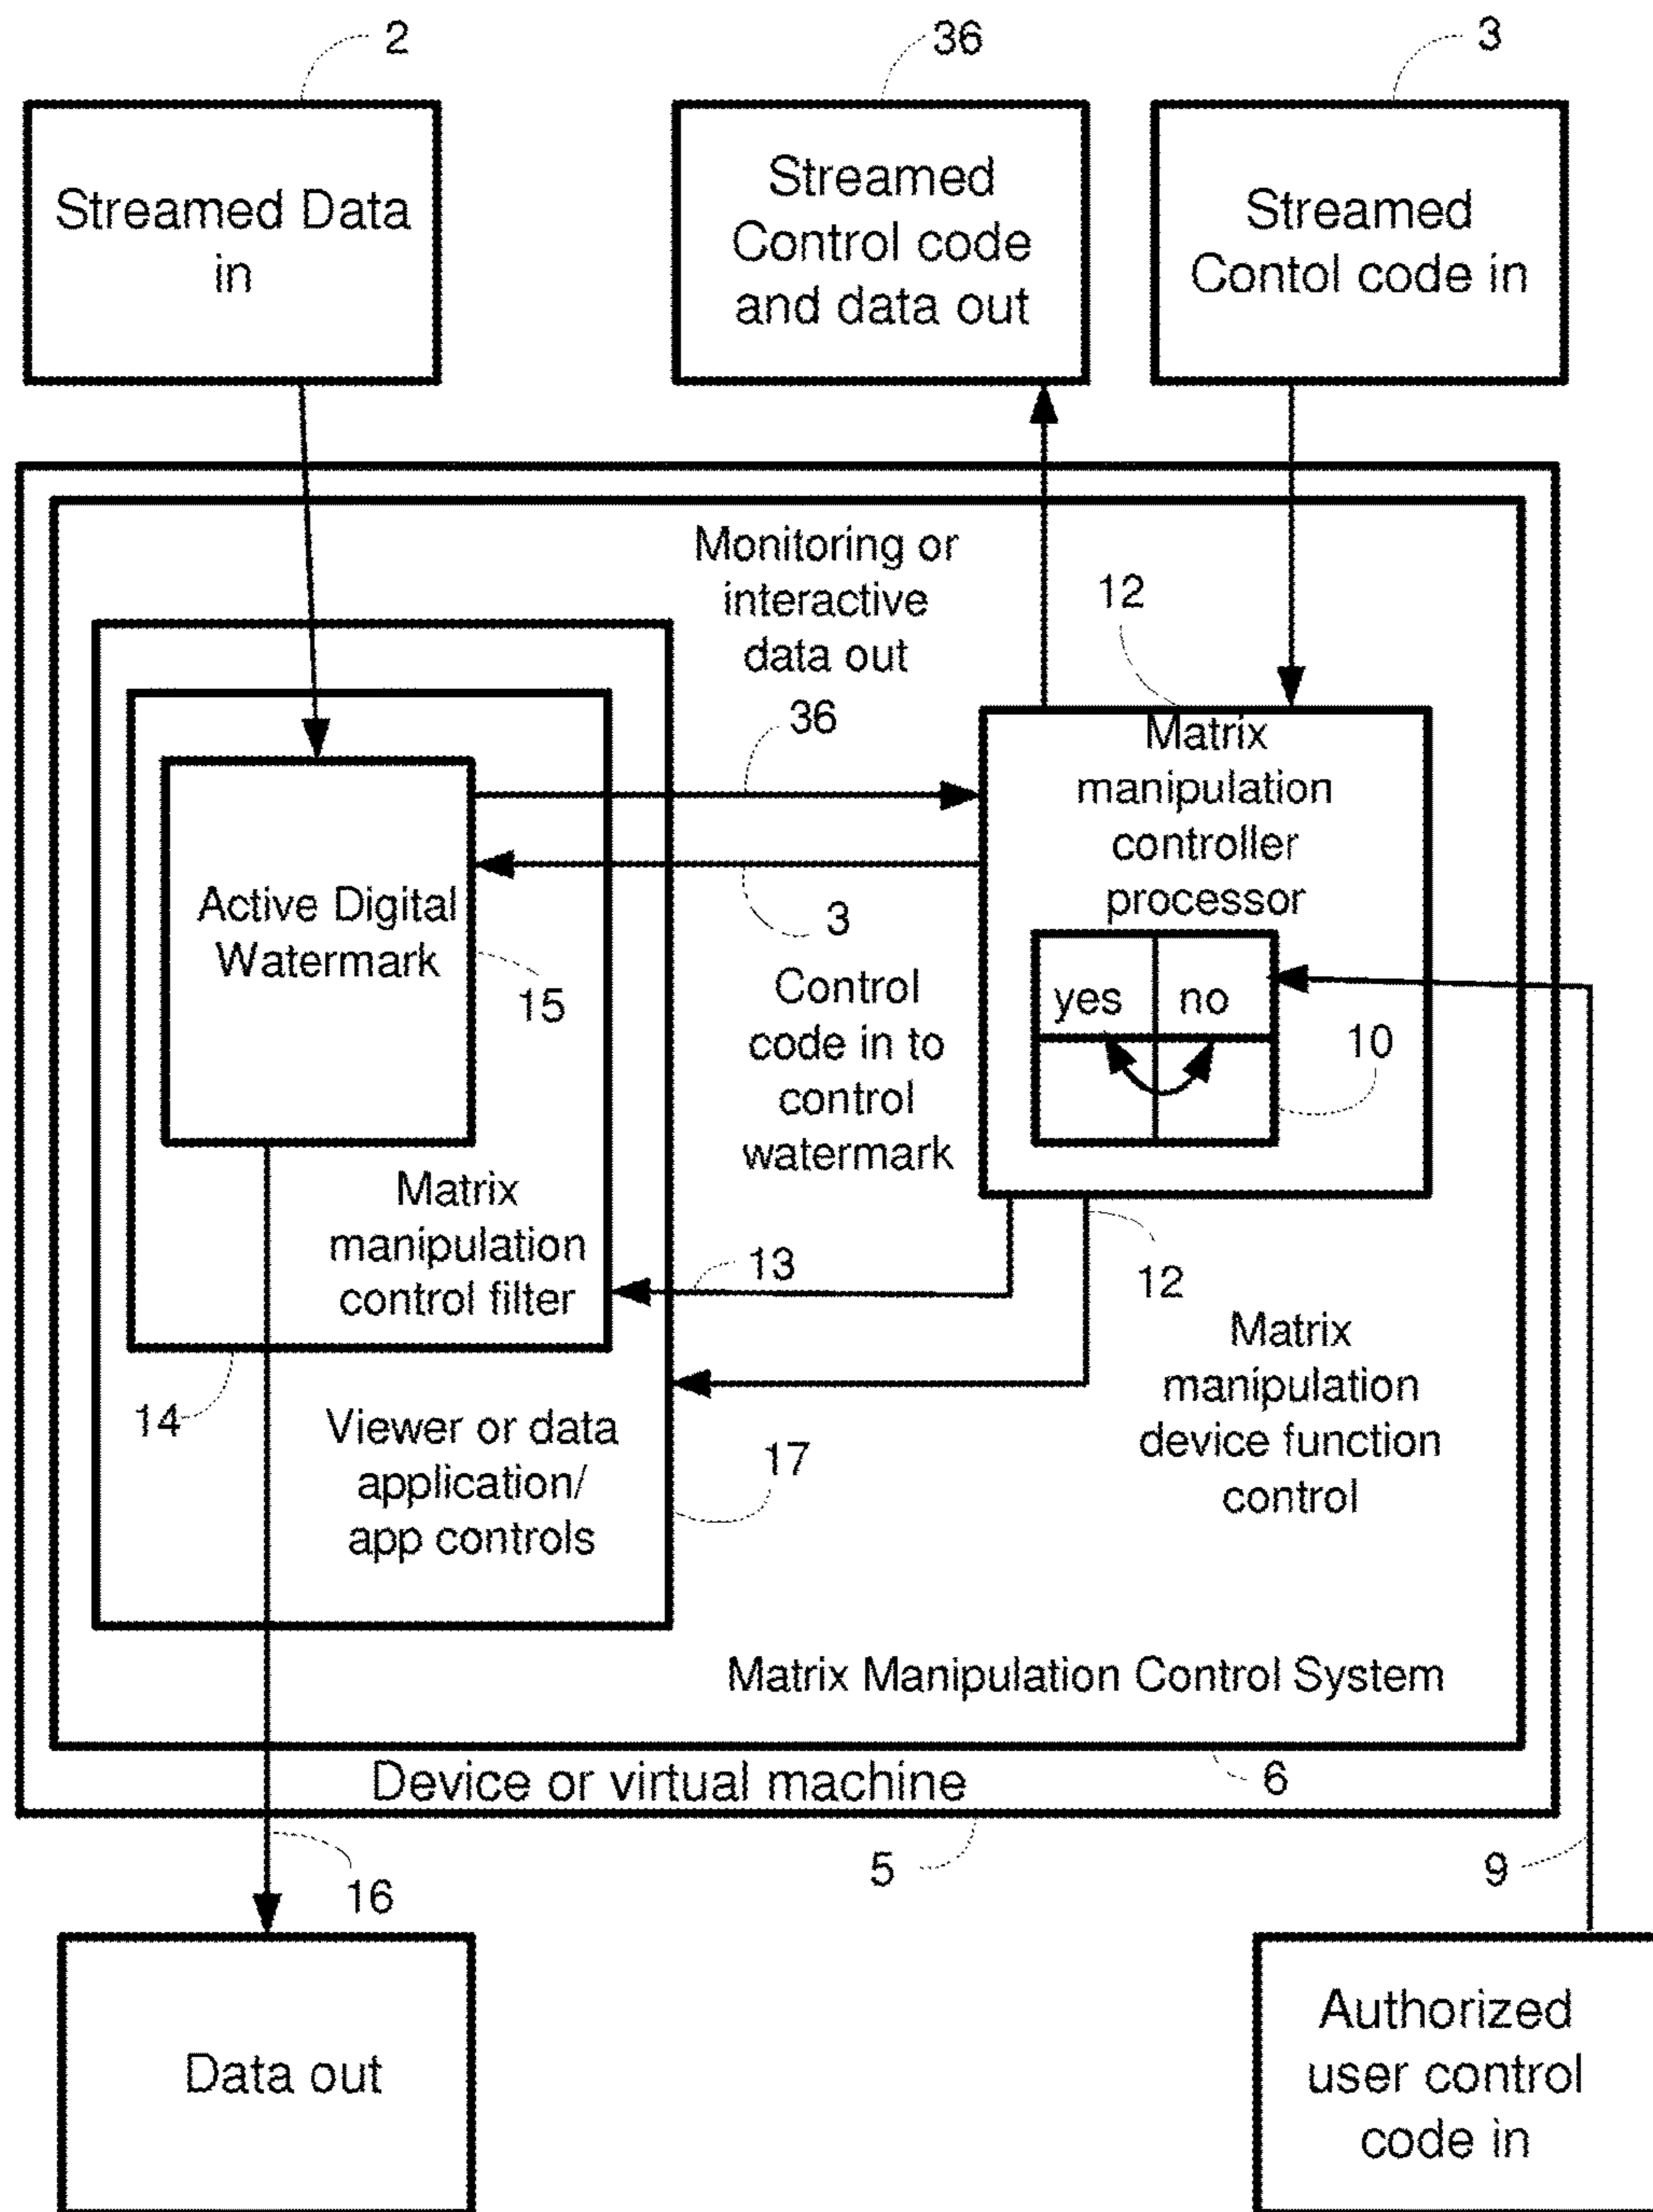 2
36
3
Streamed Data
in
Streamed
Control code
and data out
Streamed
Contol code in
Monitoring or
interactive
data out
36
12
Matrix
manipulation
controller
processor
yes
no
10
Active Digital
Watermark
15
3
Control
code in to
control
watermark
Matrix
manipulation
control filter
13
12
14
Viewer or data
application/
app controls
17
Matrix
manipulation
device function
control
Matrix Manipulation Control System
Device or virtual machine
6
5
9
16
Data out
Authorized
user control
code in